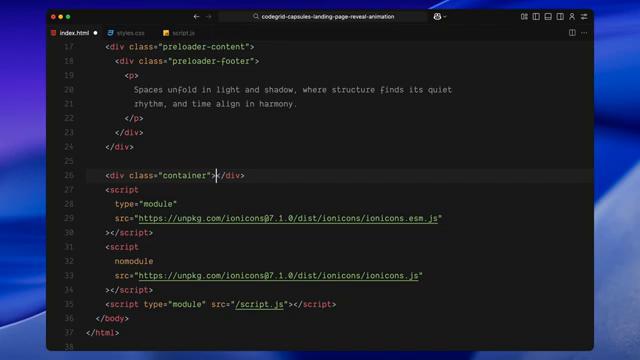 codegrid-capsules-landing-page-reveal-animation
index.html
styles.css
script.js
17 <div class="preloader-content">
18 <div class="preloader-footer">
19 <p>
20 Spaces unfold in light and shadow, where structure finds its quiet
21 rhythm, and time align in harmony.
22 </p>
23 </div>
24 </div>
25
26 <div class="container"></div>
27 <script
28 type="module"
29 src="https://unpkg.com/ionicons@7.1.0/dist/ionicons/ionicons.esm.js"
30 ></script>
31 <script
32 nomodule
33 src="https://unpkg.com/ionicons@7.1.0/dist/ionicons/ionicons.js"
34 ></script>
35 <script type="module" src="/script.js"></script>
36 </body>
37 </html>
38